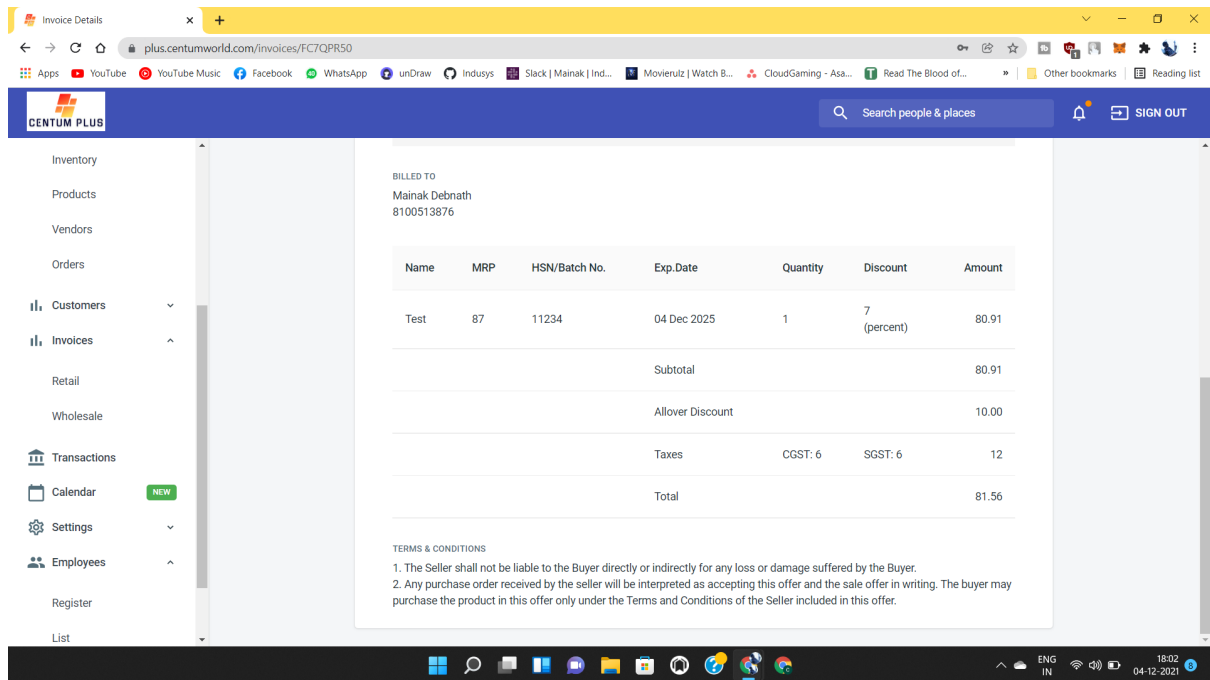 Invoice Details
plus.centumworld.com/invoices/FC7QPR50
Apps YouTube YouTube Music Facebook WhatsApp unDraw Indusys Slack | Mainak | Ind... Movierulz | Watch B... CloudGaming - Asa... Read The Blood of... » Other bookmarks Reading list
CENTUM PLUS
Search people & places
SIGN OUT
Inventory
Products
Vendors
Orders
Customers
Invoices
Retail
Wholesale
Transactions
Calendar NEW
Settings
Employees
Register
List
BILLED TO
Mainak Debnath
8100513876
Name MRP HSN/Batch No. Exp.Date Quantity Discount Amount
Test 87 11234 04 Dec 2025 1 7 (percent) 80.91
Subtotal 80.91
Allover Discount 10.00
Taxes CGST: 6 SGST: 6 12
Total 81.56
TERMS & CONDITIONS
1. The Seller shall not be liable to the Buyer directly or indirectly for any loss or damage suffered by the Buyer.
2. Any purchase order received by the seller will be interpreted as accepting this offer and the sale offer in writing. The buyer may
purchase the product in this offer only under the Terms and Conditions of the Seller included in this offer.
ENG
IN
18:02
04-12-2021
8